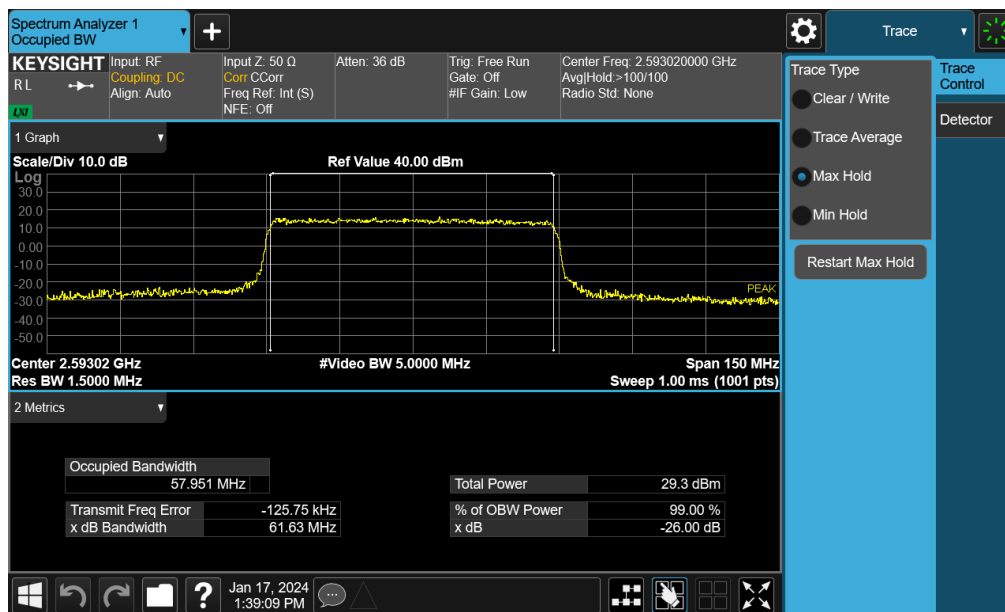 Spectrum Analyzer 1
Occupied BW
Trace
KEYSIGHT
R L
LXI
Input: RF
Coupling: DC
Align: Auto
Input Z: 50 Ω
Corr CCorr
Freq Ref: Int (S)
NFE: Off
Atten: 36 dB
Trig: Free Run
Gate: Off
#IF Gain: Low
Center Freq: 2.593020000 GHz
Avg|Hold:>100/100
Radio Std: None
Trace Type
Clear / Write
Trace Average
Max Hold
Min Hold
Restart Max Hold
Trace
Control
Detector
1 Graph
Scale/Div 10.0 dB
Ref Value 40.00 dBm
Log
30.0
20.0
10.0
0.00
-10.0
-20.0
-30.0
-40.0
-50.0
PEAK
Center 2.59302 GHz
#Video BW 5.0000 MHz
Span 150 MHz
Res BW 1.5000 MHz
Sweep 1.00 ms (1001 pts)
2 Metrics
Occupied Bandwidth
57.951 MHz
Total Power 29.3 dBm
Transmit Freq Error -125.75 kHz
% of OBW Power 99.00 %
x dB Bandwidth 61.63 MHz
x dB -26.00 dB
?
Jan 17, 2024
1:39:09 PM